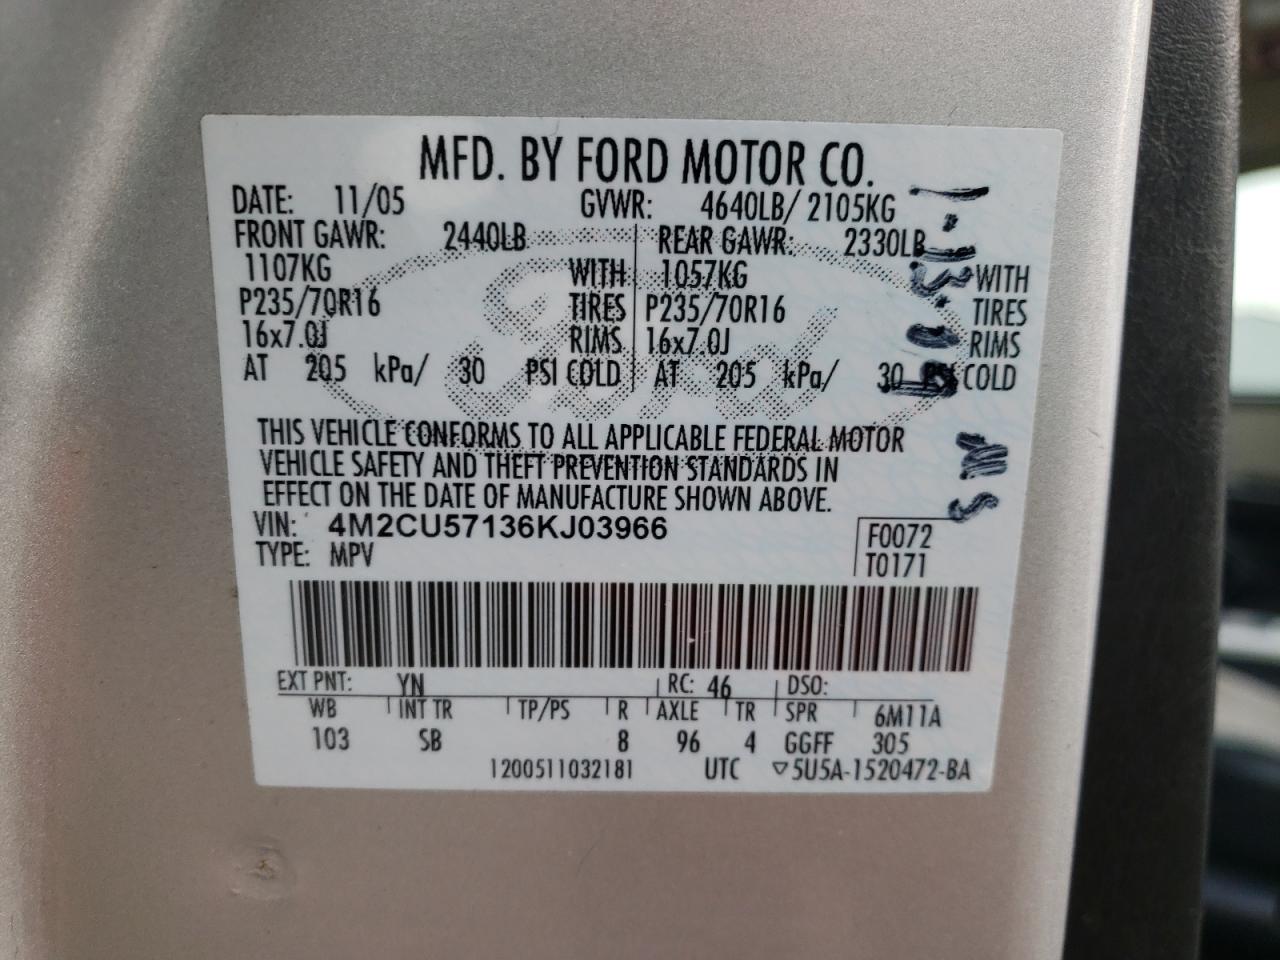 MFD. BY FORD MOTOR CO.
DATE: 11/05 GVWR: 4640LB/ 2105KG
FRONT GAWR: 2440LB REAR GAWR: 2330LB
1107KG WITH 1057KG WITH
P235/70R16 TIRES P235/70R16 TIRES
16x7.0J RIMS 16x7.0J RIMS
AT 205 kPa/ 30 PSI COLD AT 205 kPa/ 30 PSI COLD
THIS VEHICLE CONFORMS TO ALL APPLICABLE FEDERAL MOTOR
VEHICLE SAFETY AND THEFT PREVENTION STANDARDS IN
EFFECT ON THE DATE OF MANUFACTURE SHOWN ABOVE.
VIN: 4M2CU57136KJ03966 F0072
TYPE: MPV T0171
EXT PNT: YN RC: 46 DSO:
WB INT TR TP/PS R AXLE TR SPR 6M11A
103 SB 8 96 4 GGFF 305
1200511032181 UTC ▽5U5A-1520472-BA
Ford